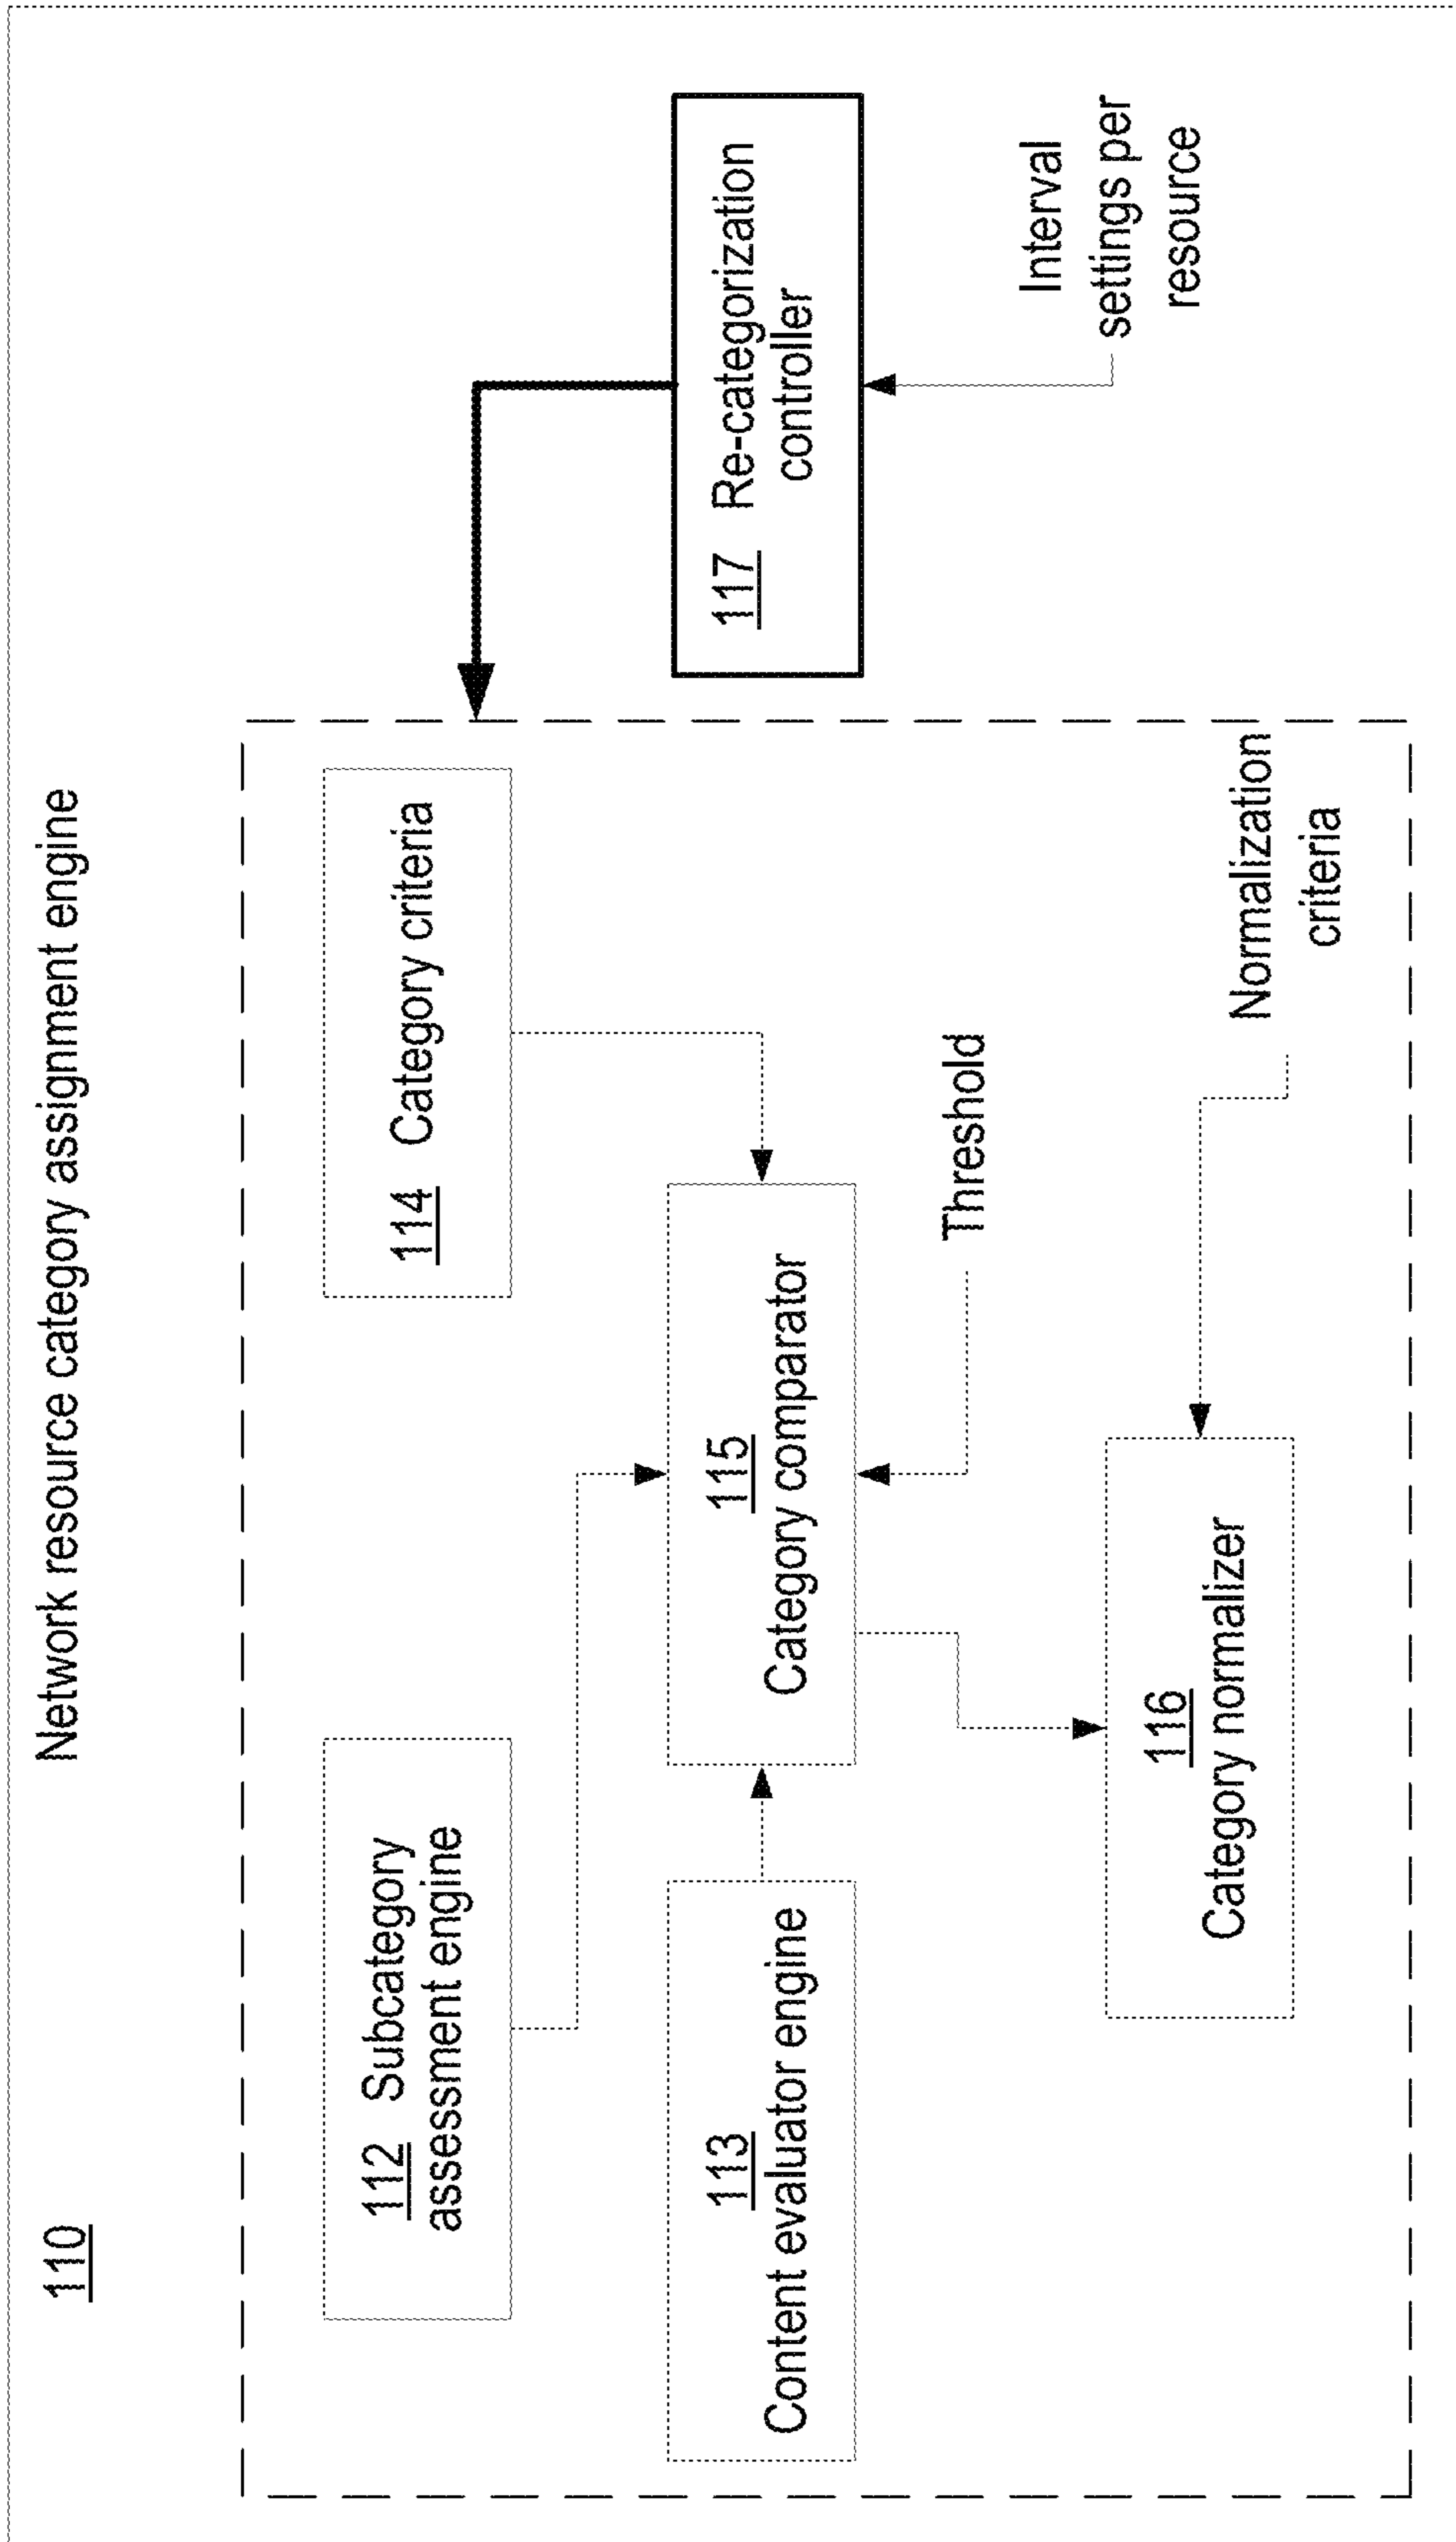 110
Network resource category assignment engine
112 Subcategory
assessment engine
114 Category criteria
113
Content evaluator engine
115
Category comparator
117 Re-categorization
controller
Threshold
Interval
settings per
resource
116
Category normalizer
Normalization
criteria